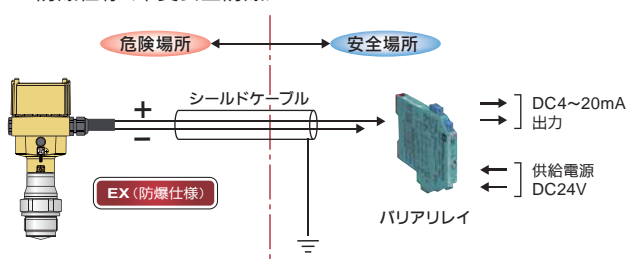 危険場所
安全場所
シールドケーブル
+
−
EX(防爆仕様)
バリアリレイ
DC4~20mA
出力
供給電源
DC24V